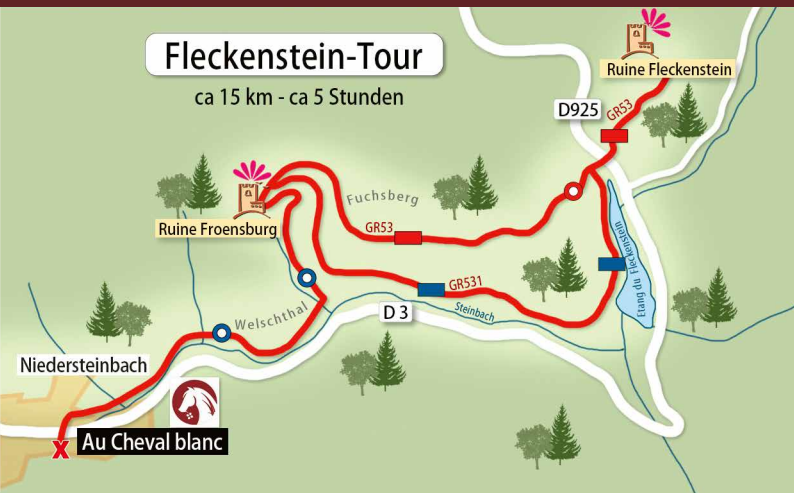 Fleckenstein-Tour
ca 15 km - ca 5 Stunden
Ruine Fleckenstein
D925
GR53
Fuchsberg
Ruine Froensburg
GR53
Etang du Fleckenstein
GR531
Steinbach
D 3
Welschthal
Niedersteinbach
X
Au Cheval blanc